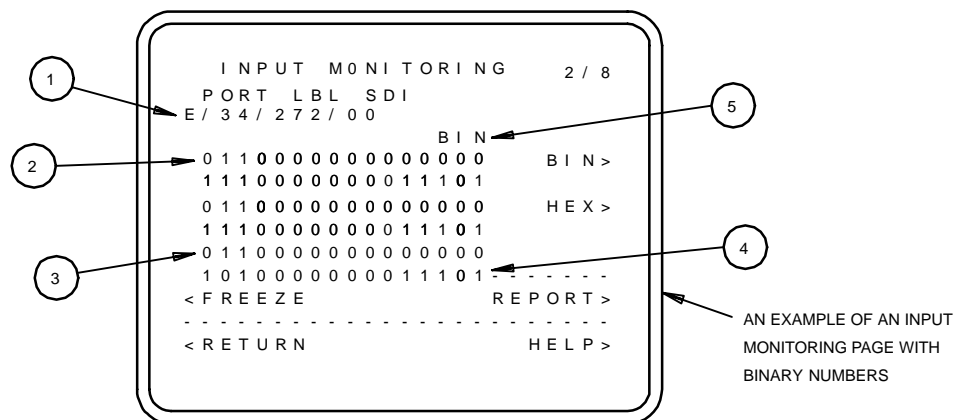 INPUT M0NITORING 2/8
PORT LBL SDI
1
E/34/272/00
5
BIN
2
0110000000000000 BIN>
1110000000011101
0110000000000000 HEX>
1110000000011101
0110000000000000
4
3
1010000000011101-------
<FREEZE REPORT>
------------------------
<RETURN HELP>
AN EXAMPLE OF AN INPUT
MONITORING PAGE WITH
BINARY NUMBERS